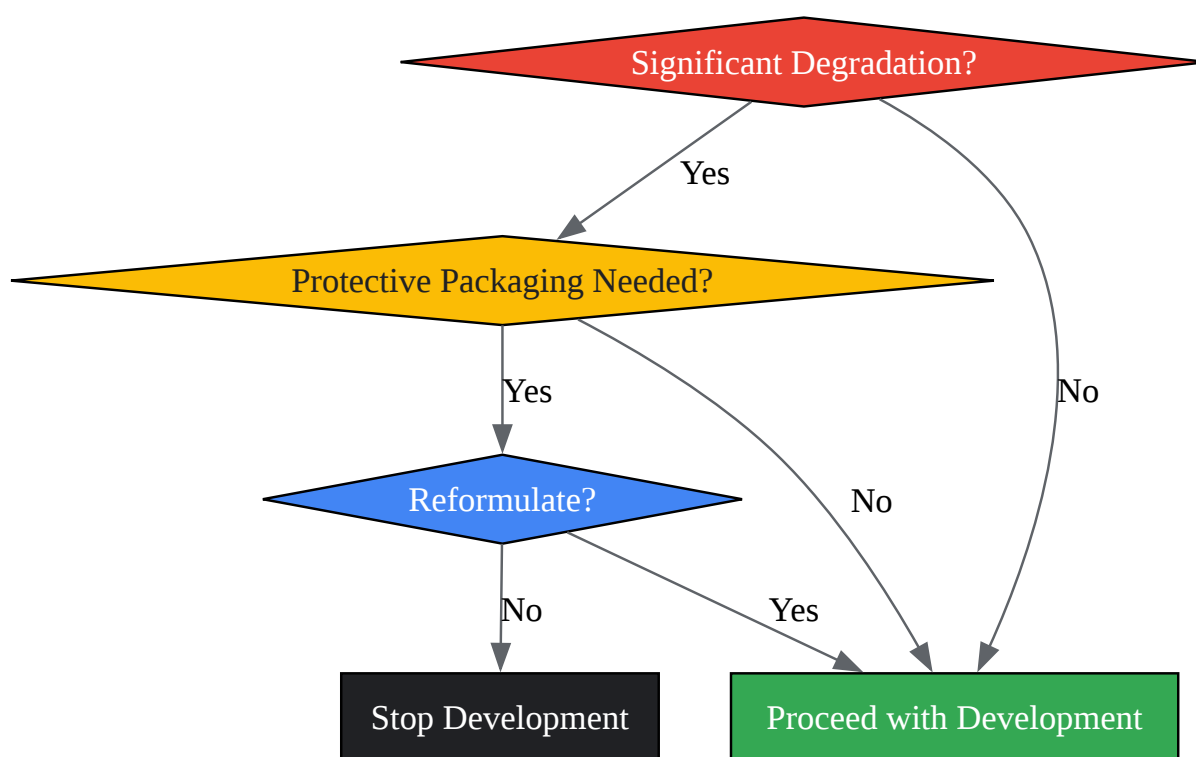 Significant Degradation?
Yes
Protective Packaging Needed?
Yes
No
Reformulate?
No
No
Yes
Stop Development
Proceed with Development